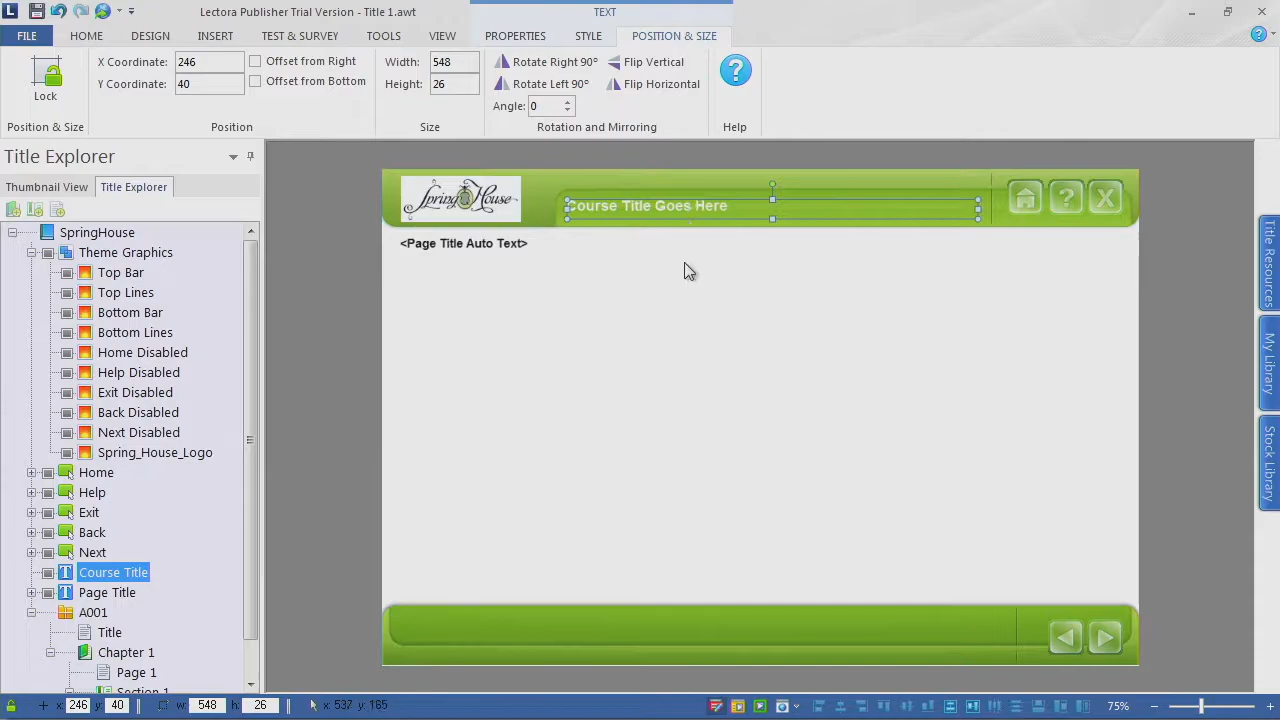 Lectora Publisher Trial Version - Title 1.awt
TEXT
FILE HOME DESIGN INSERT TEST & SURVEY TOOLS VIEW PROPERTIES STYLE POSITION & SIZE
X Coordinate: 246 Offset from Right Width: 548 Rotate Right 90° Flip Vertical
Y Coordinate: 40 Offset from Bottom Height: 26 Rotate Left 90° Flip Horizontal
Lock Angle: 0
Position & Size Position Size Rotation and Mirroring Help
Title Explorer
Thumbnail View Title Explorer
SpringHouse
Theme Graphics
Top Bar
Top Lines
Bottom Bar
Bottom Lines
Home Disabled
Help Disabled
Exit Disabled
Back Disabled
Next Disabled
Spring_House_Logo
Home
Help
Exit
Back
Next
Course Title
Page Title
A001
Title
Chapter 1
Page 1
Section 1
Spring House
Course Title Goes Here
<Page Title Auto Text>
Title Resources
My Library
Stock Library
x: 246 y: 40 w: 548 h: 26 x: 537 y: 185 75%